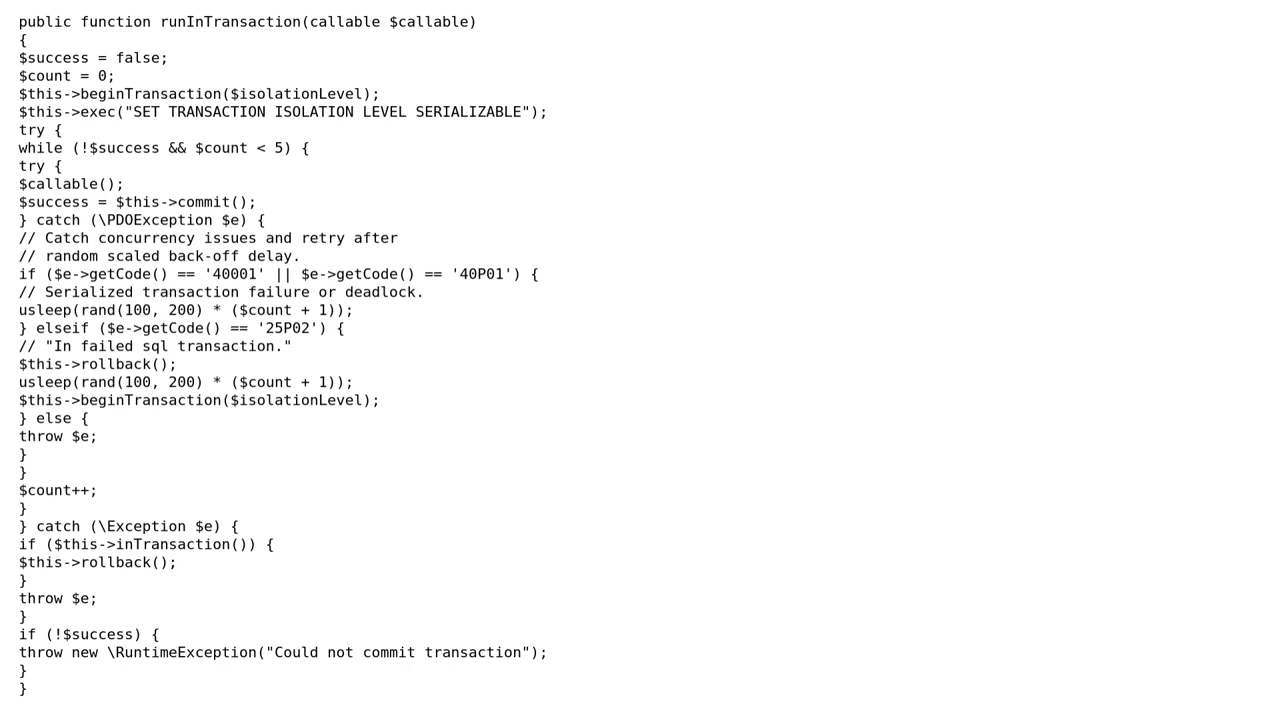 public function runInTransaction(callable $callable)
{
$success = false;
$count = 0;
$this->beginTransaction($isolationLevel);
$this->exec("SET TRANSACTION ISOLATION LEVEL SERIALIZABLE");
try {
while (!$success && $count < 5) {
try {
$callable();
$success = $this->commit();
} catch (\PDOException $e) {
// Catch concurrency issues and retry after
// random scaled back-off delay.
if ($e->getCode() == '40001' || $e->getCode() == '40P01') {
// Serialized transaction failure or deadlock.
usleep(rand(100, 200) * ($count + 1));
} elseif ($e->getCode() == '25P02') {
// "In failed sql transaction."
$this->rollback();
usleep(rand(100, 200) * ($count + 1));
$this->beginTransaction($isolationLevel);
} else {
throw $e;
}
}
$count++;
}
} catch (\Exception $e) {
if ($this->inTransaction()) {
$this->rollback();
}
throw $e;
}
if (!$success) {
throw new \RuntimeException("Could not commit transaction");
}
}